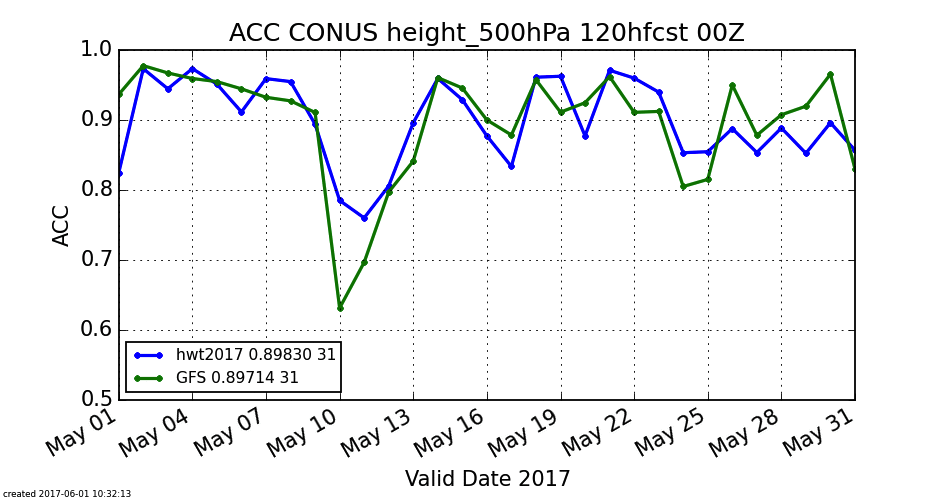 ACC CONUS height_500hPa 120hfcst 00Z
1.0
0.9
0.8
0.7
0.6
0.5
ACC
hwt2017 0.89830 31
GFS 0.89714 31
May 01 May 04 May 07 May 10 May 13 May 16 May 19 May 22 May 25 May 28 May 31
Valid Date 2017
created 2017-06-01 10:32:13